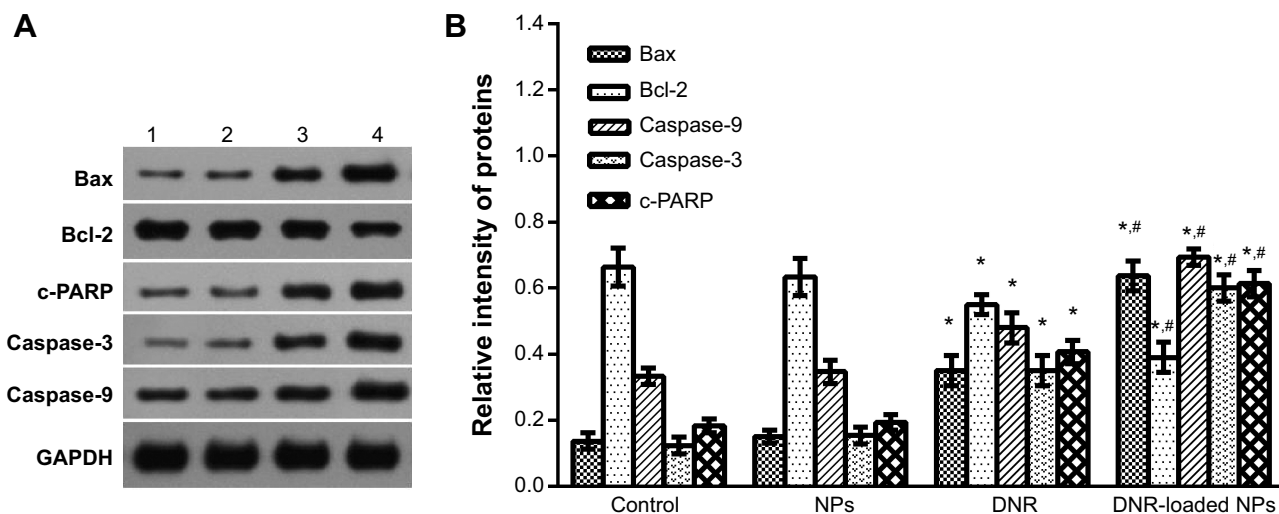 A
1 2 3 4
Bax
Bcl-2
c-PARP
Caspase-3
Caspase-9
GAPDH
B
Relative intensity of proteins
1.4
1.2
1.0
0.8
0.6
0.4
0.2
0.0
Bax
Bcl-2
Caspase-9
Caspase-3
c-PARP
* * * * *
*,# *,# *,# *,# *,#
Control NPs DNR DNR-loaded NPs